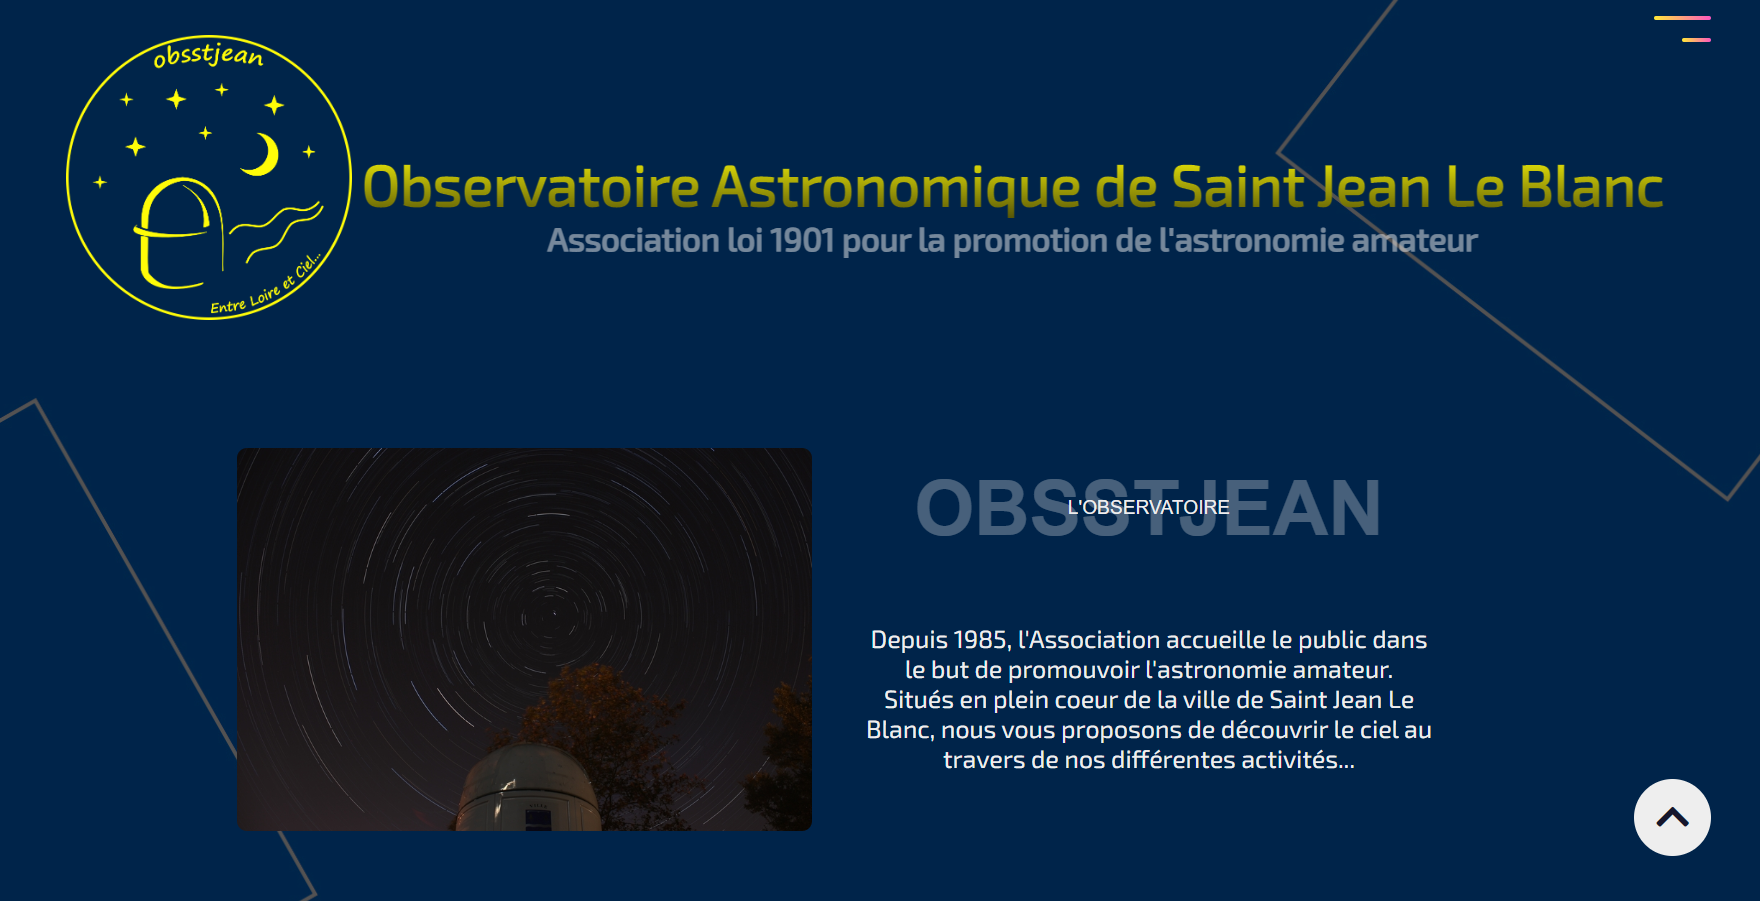 obsstjean
Entre Loire et Ciel...
Observatoire Astronomique de Saint Jean Le Blanc
Association loi 1901 pour la promotion de l'astronomie amateur
OBSSTJEAN
L'OBSERVATOIRE
Depuis 1985, l'Association accueille le public dans
le but de promouvoir l'astronomie amateur.
Situés en plein coeur de la ville de Saint Jean Le
Blanc, nous vous proposons de découvrir le ciel au
travers de nos différentes activités...